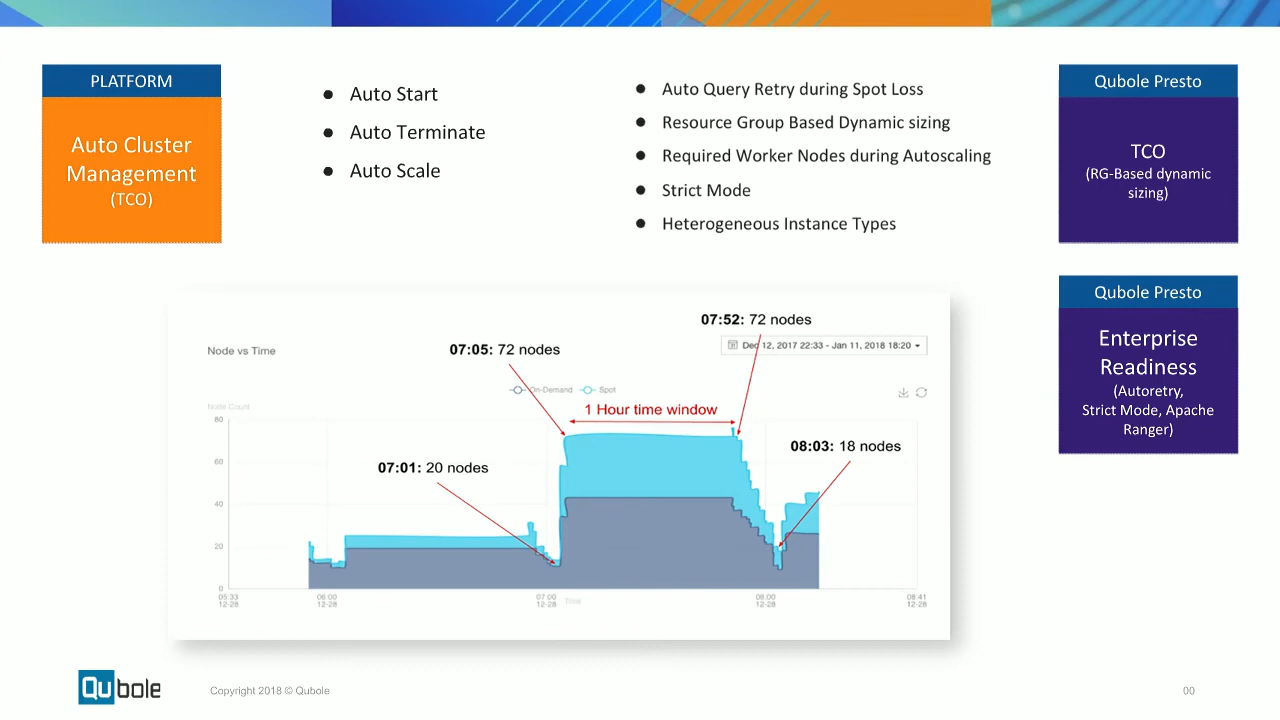 PLATFORM
Auto Cluster
Management
(TCO)
● Auto Start
● Auto Terminate
● Auto Scale
● Auto Query Retry during Spot Loss
● Resource Group Based Dynamic sizing
● Required Worker Nodes during Autoscaling
● Strict Mode
● Heterogeneous Instance Types
Qubole Presto
TCO
(RG-Based dynamic
sizing)
Qubole Presto
Enterprise
Readiness
(Autoretry,
Strict Mode, Apache
Ranger)
Node vs Time
07:05: 72 nodes
07:52: 72 nodes
Dec 12, 2017 22:33 - Jan 11, 2018 18:20
On-Demand
Spot
Node Count
1 Hour time window
07:01: 20 nodes
08:03: 18 nodes
80
60
40
20
0
05:33
12-28
06:00
12-28
07:00
12-28
Time
08:00
12-28
08:41
12-28
Qubole
Copyright 2018 © Qubole
00